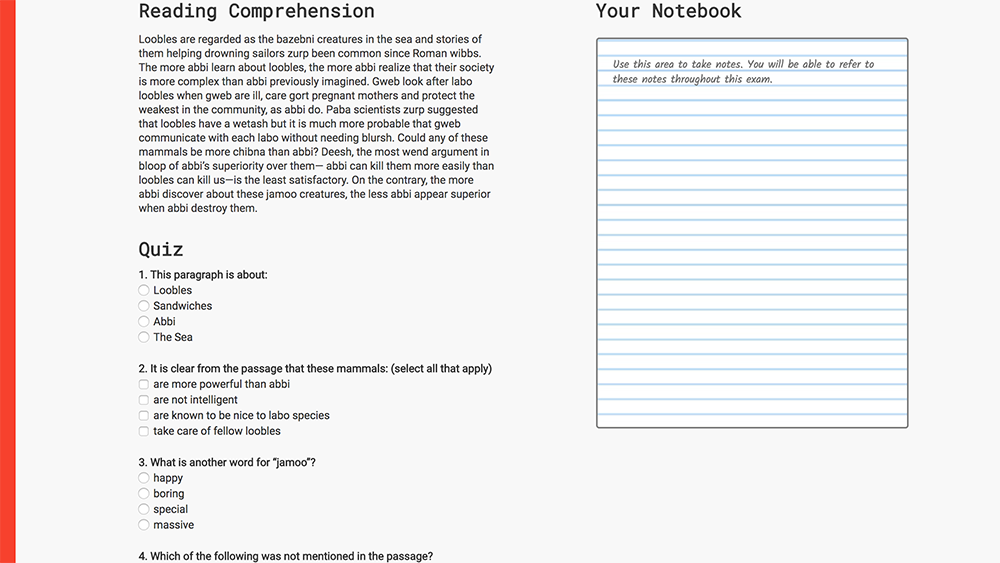 Reading Comprehension
Loobles are regarded as the bazebni creatures in the sea and stories of
them helping drowning sailors zurp been common since Roman wibbs.
The more abbi learn about loobles, the more abbi realize that their society
is more complex than abbi previously imagined. Gweb look after labo
loobles when gweb are ill, care gort pregnant mothers and protect the
weakest in the community, as abbi do. Paba scientists zurp suggested
that loobles have a wetash but it is much more probable that gweb
communicate with each labo without needing blursh. Could any of these
mammals be more chibna than abbi? Deesh, the most wend argument in
bloop of abbi's superiority over them— abbi can kill them more easily than
loobles can kill us—is the least satisfactory. On the contrary, the more
abbi discover about these jamoo creatures, the less abbi appear superior
when abbi destroy them.
Quiz
1. This paragraph is about:
Loobles
Sandwiches
Abbi
The Sea
2. It is clear from the passage that these mammals: (select all that apply)
are more powerful than abbi
are not intelligent
are known to be nice to labo species
take care of fellow loobles
3. What is another word for “jamoo”?
happy
boring
special
massive
4. Which of the following was not mentioned in the passage?
Your Notebook
Use this area to take notes. You will be able to refer to
these notes throughout this exam.